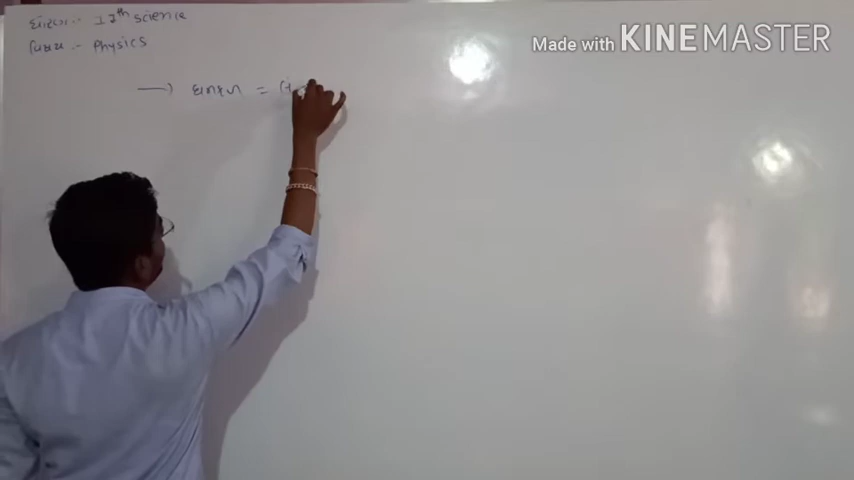 ધોરણ :- 12th science
Made with KINEMASTER
વિષય :- Physics
→ =